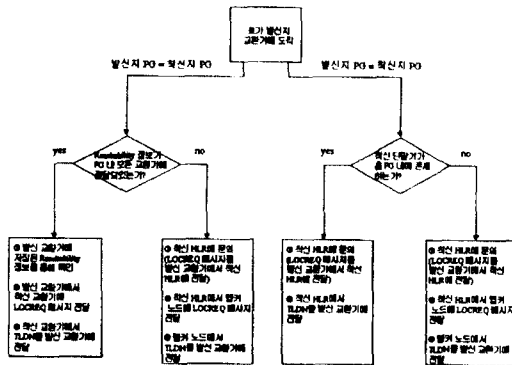 호가 발신지
교환기에 도착
발신지 PG = 착신지 PG
발신지 PG = 착신지 PG
yes
Routability 정보가
PG 내 모든 교환기에
전달되었는가?
no
yes
착신 단말기가
홈 PG 내에 존재
하는가?
no
발신 교환기에
저장된 Routability
정보를 통해 확인
발신 교환기에서
착신 교환기에
LOCREQ 메시지 전달
착신 교환기에서
TLDN을 발신 교환기에
전달
착신 HLR에 문의
(LOCREQ 메시지를
발신 교환기에서 착신
HLR에 전달)
착신 HLR에서 앵커
노드에 LOCREQ 메시지
전달
앵커 노드에서
TLDN을 발신 교환기에
전달
착신 HLR에 문의
(LOCREQ 메시지를
발신 교환기에서 착신
HLR에 전달)
착신 HLR에서
TLDN을 발신 교환기에
전달
착신 HLR에 문의
(LOCREQ 메시지를
발신 교환기에서 착신
HLR에 전달)
착신 HLR에서 앵커
노드에 LOCREQ 메시지
전달
앵커 노드에서
TLDN을 발신 교환기에
전달